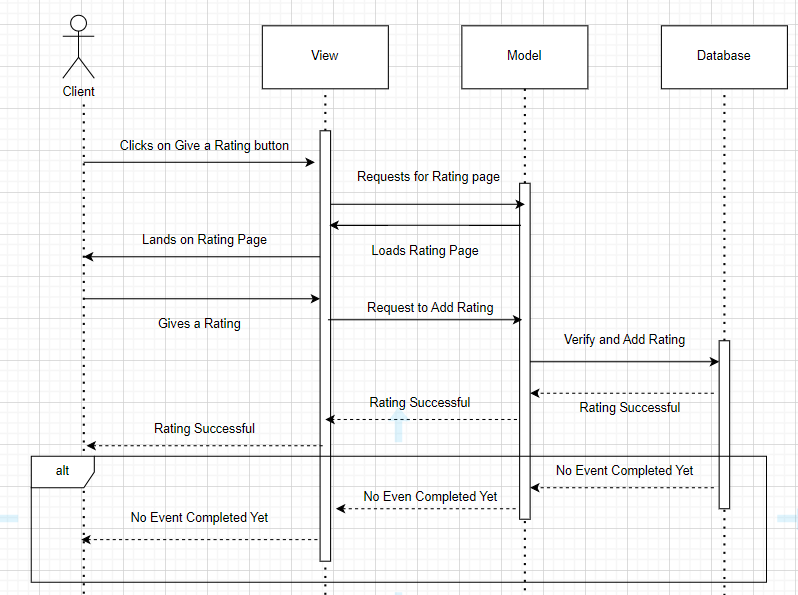 View
Model
Database
Client
Clicks on Give a Rating button
Requests for Rating page
Lands on Rating Page
Loads Rating Page
Request to Add Rating
Gives a Rating
Verify and Add Rating
Rating Successful
Rating Successful
Rating Successful
alt
No Event Completed Yet
No Even Completed Yet
No Event Completed Yet